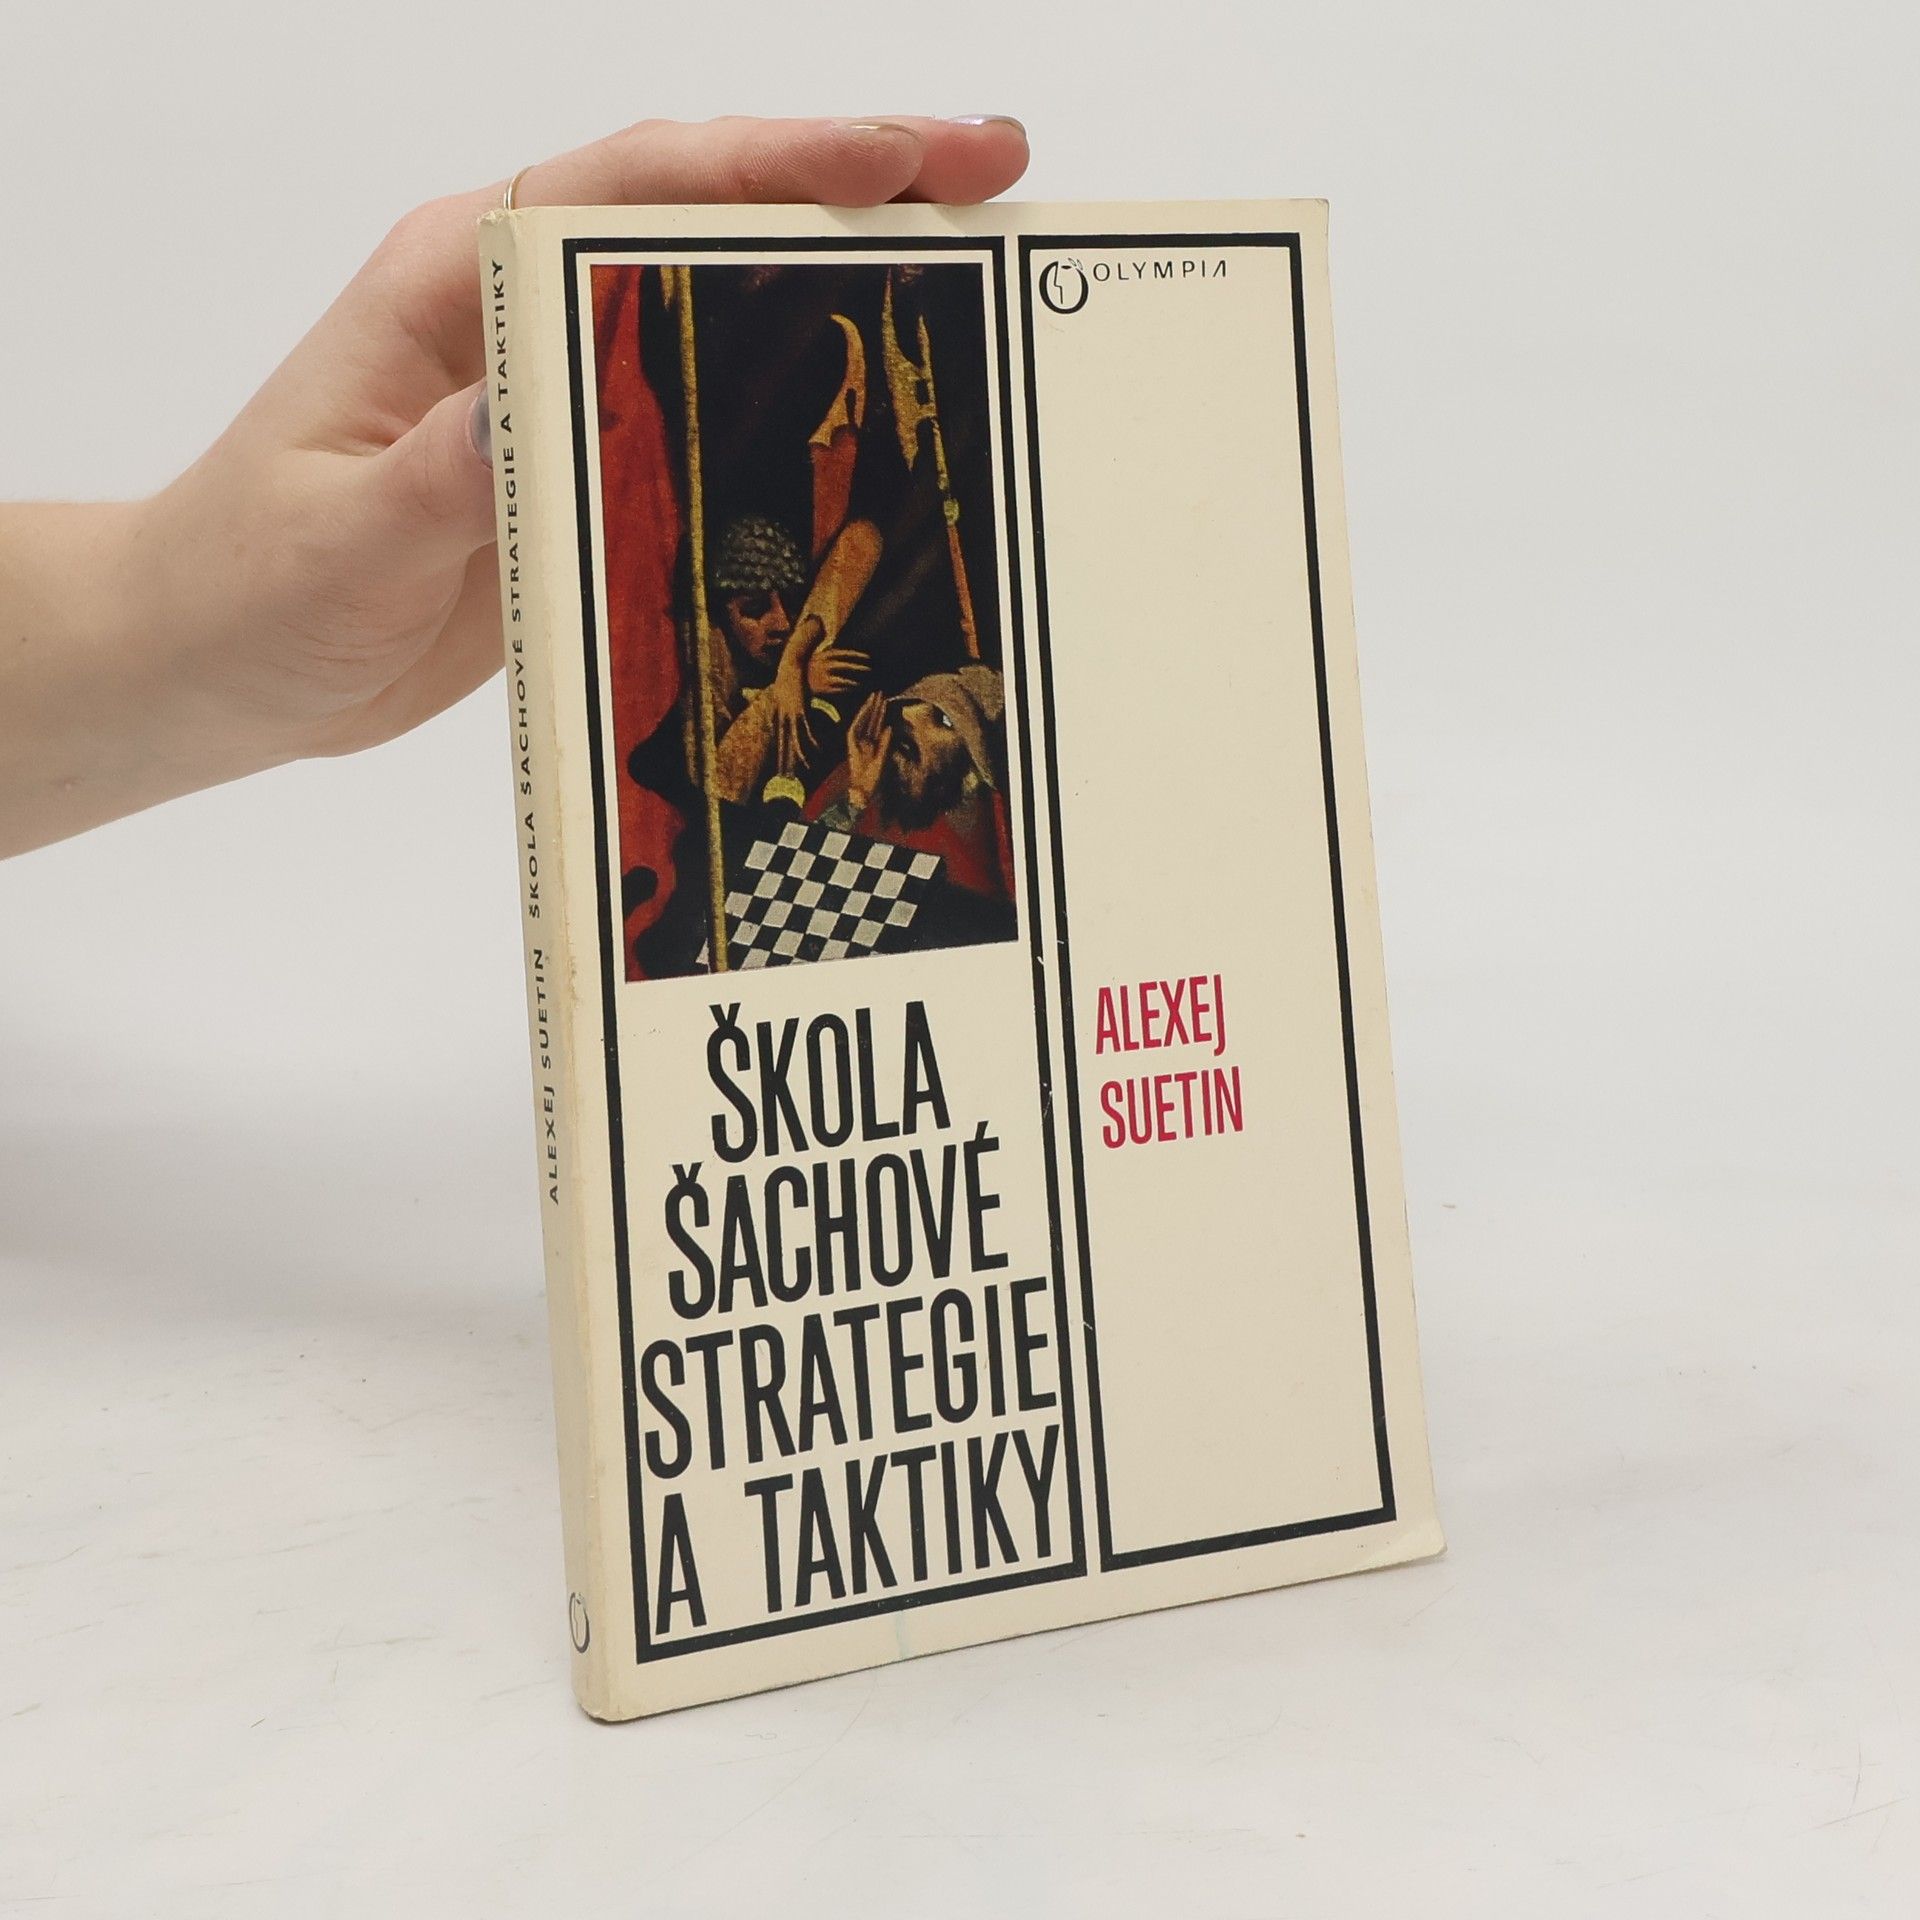 ALEXEJ SUETIN ŠKOLA ŠACHOVÉ STRATEGIE A TAKTIKY
OLYMPIA
ŠKOLA
ŠACHOVÉ
STRATEGIE
A TAKTIKY
ALEXEJ
SUETIN